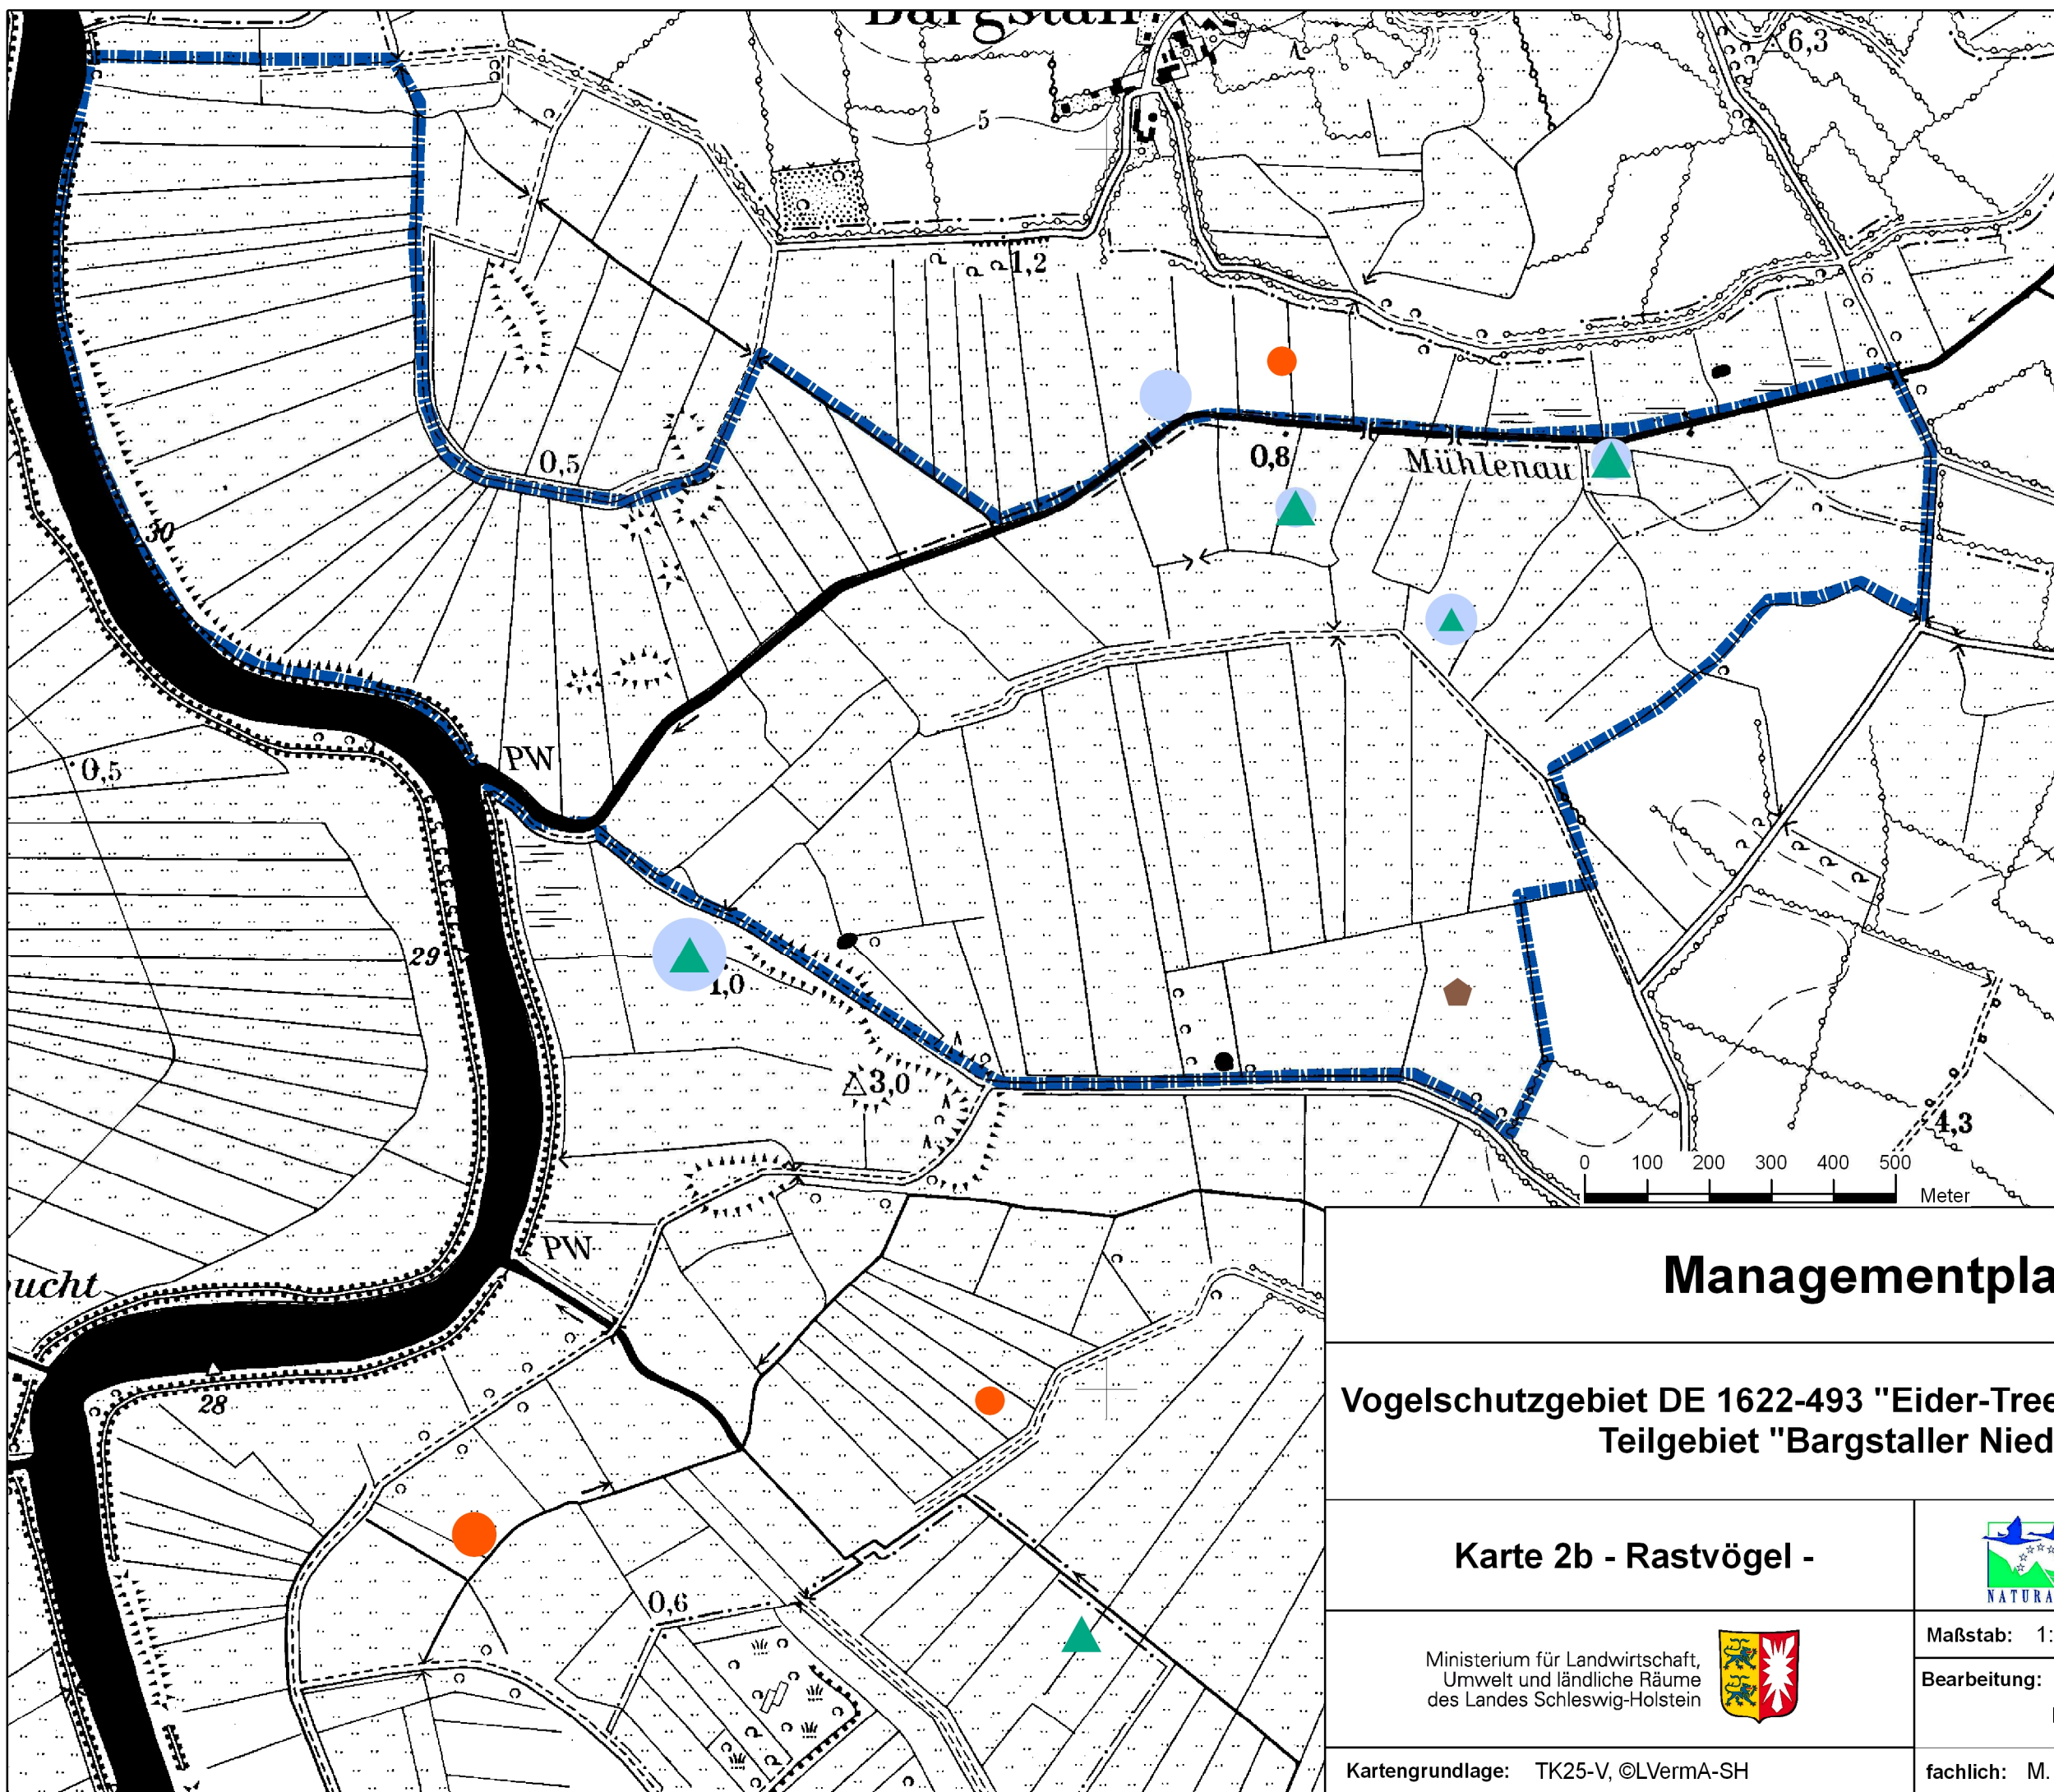 6,3
5
1,2
0,5
0,8
Mühlenau
30
PW
0,5
29
1,0
3,0
4,3
0 100 200 300 400 500
Meter
PW
ucht
28
0,6
Managementpla
Vogelschutzgebiet DE 1622-493 "Eider-Tree
Teilgebiet "Bargstaller Nied
Karte 2b - Rastvögel -
NATURA
Ministerium für Landwirtschaft,
Umwelt und ländliche Räume
des Landes Schleswig-Holstein
Maßstab: 1:
Bearbeitung:
Kartengrundlage: TK25-V, ©LVermA-SH
fachlich: M.